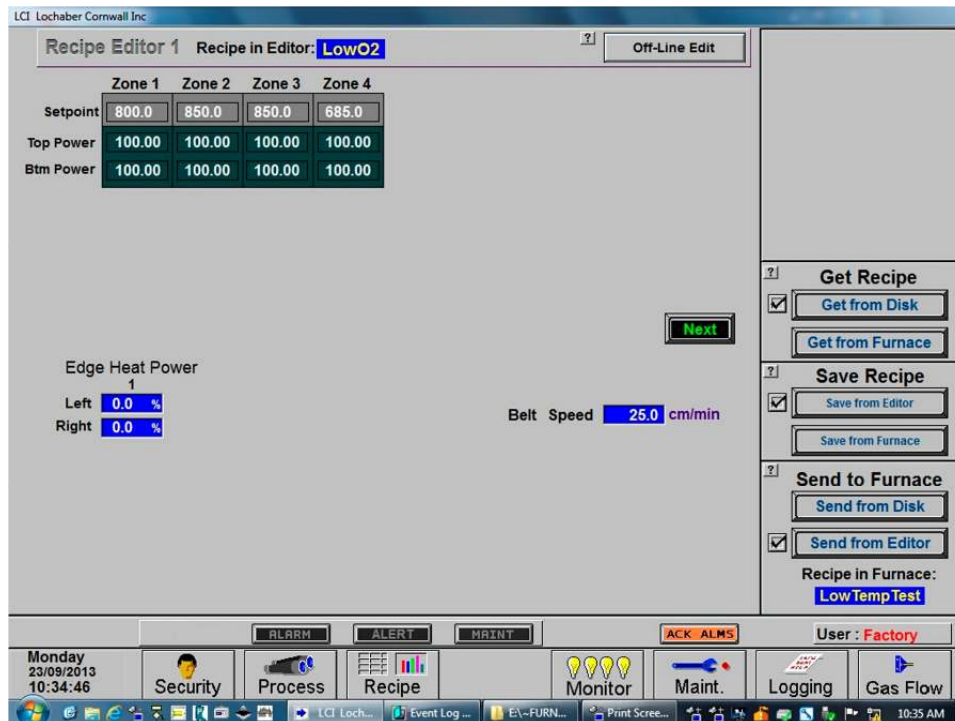 LCI Lochaber Cornwall Inc
Recipe Editor 1 Recipe in Editor: LowO2 ? Off-Line Edit
Zone 1 Zone 2 Zone 3 Zone 4
Setpoint 800.0 850.0 850.0 685.0
Top Power 100.00 100.00 100.00 100.00
Btm Power 100.00 100.00 100.00 100.00
Next
Edge Heat Power
1
Left 0.0 %
Right 0.0 %
Belt Speed 25.0 cm/min
? Get Recipe
Get from Disk
Get from Furnace
? Save Recipe
Save from Editor
Save from Furnace
? Send to Furnace
Send from Disk
Send from Editor
Recipe in Furnace:
LowTempTest
ALARM ALERT MAINT ACK ALMS User : Factory
Monday
23/09/2013
10:34:46
Security Process Recipe Monitor Maint. Logging Gas Flow
LCI Loch... Event Log ... E:\~FURN... Print Scree... 10:35 AM